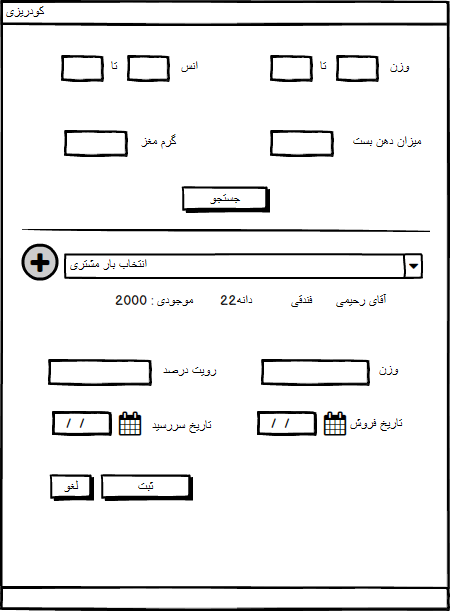 کودریزی
وزن تا انس تا
میزان دهن بست گرم مغز
جستجو
انتخاب بار مشتری
آقای رحیمی فندقی 22دانه موجودی : 2000
وزن رویت درصد
تاریخ فروش / / تاریخ سررسید / /
ثبت لغو